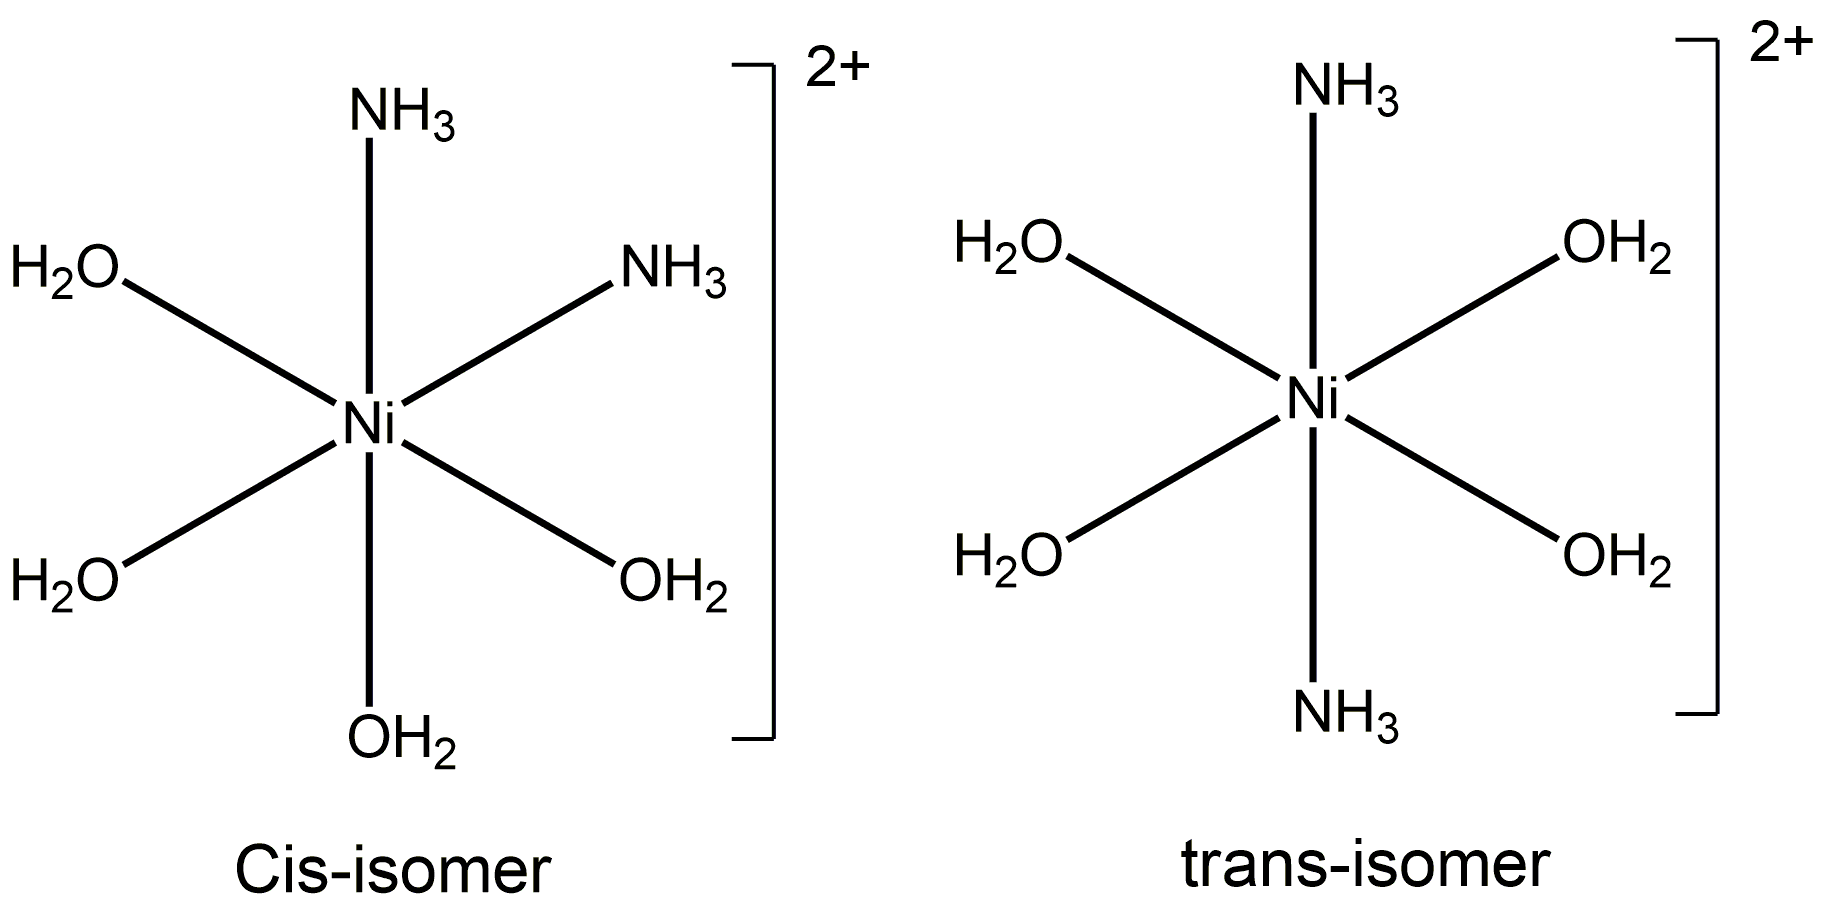 2+
NH3
H2O
NH3
Ni
H2O
OH2
OH2
Cis-isomer
2+
NH3
H2O
OH2
Ni
H2O
OH2
NH3
trans-isomer